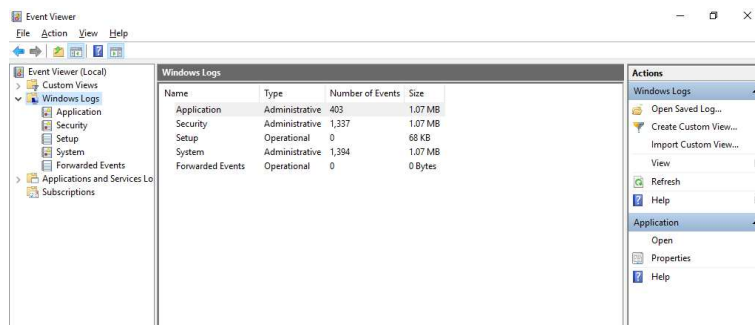 Event Viewer
File Action View Help
Event Viewer (Local)
Custom Views
Windows Logs
Application
Security
Setup
System
Forwarded Events
Applications and Services Lo
Subscriptions
Windows Logs
Name Type Number of Events Size
Application Administrative 403 1.07 MB
Security Administrative 1,337 1.07 MB
Setup Operational 0 68 KB
System Administrative 1,394 1.07 MB
Forwarded Events Operational 0 0 Bytes
Actions
Windows Logs
Open Saved Log...
Create Custom View...
Import Custom View...
View
Refresh
Help
Application
Open
Properties
Help